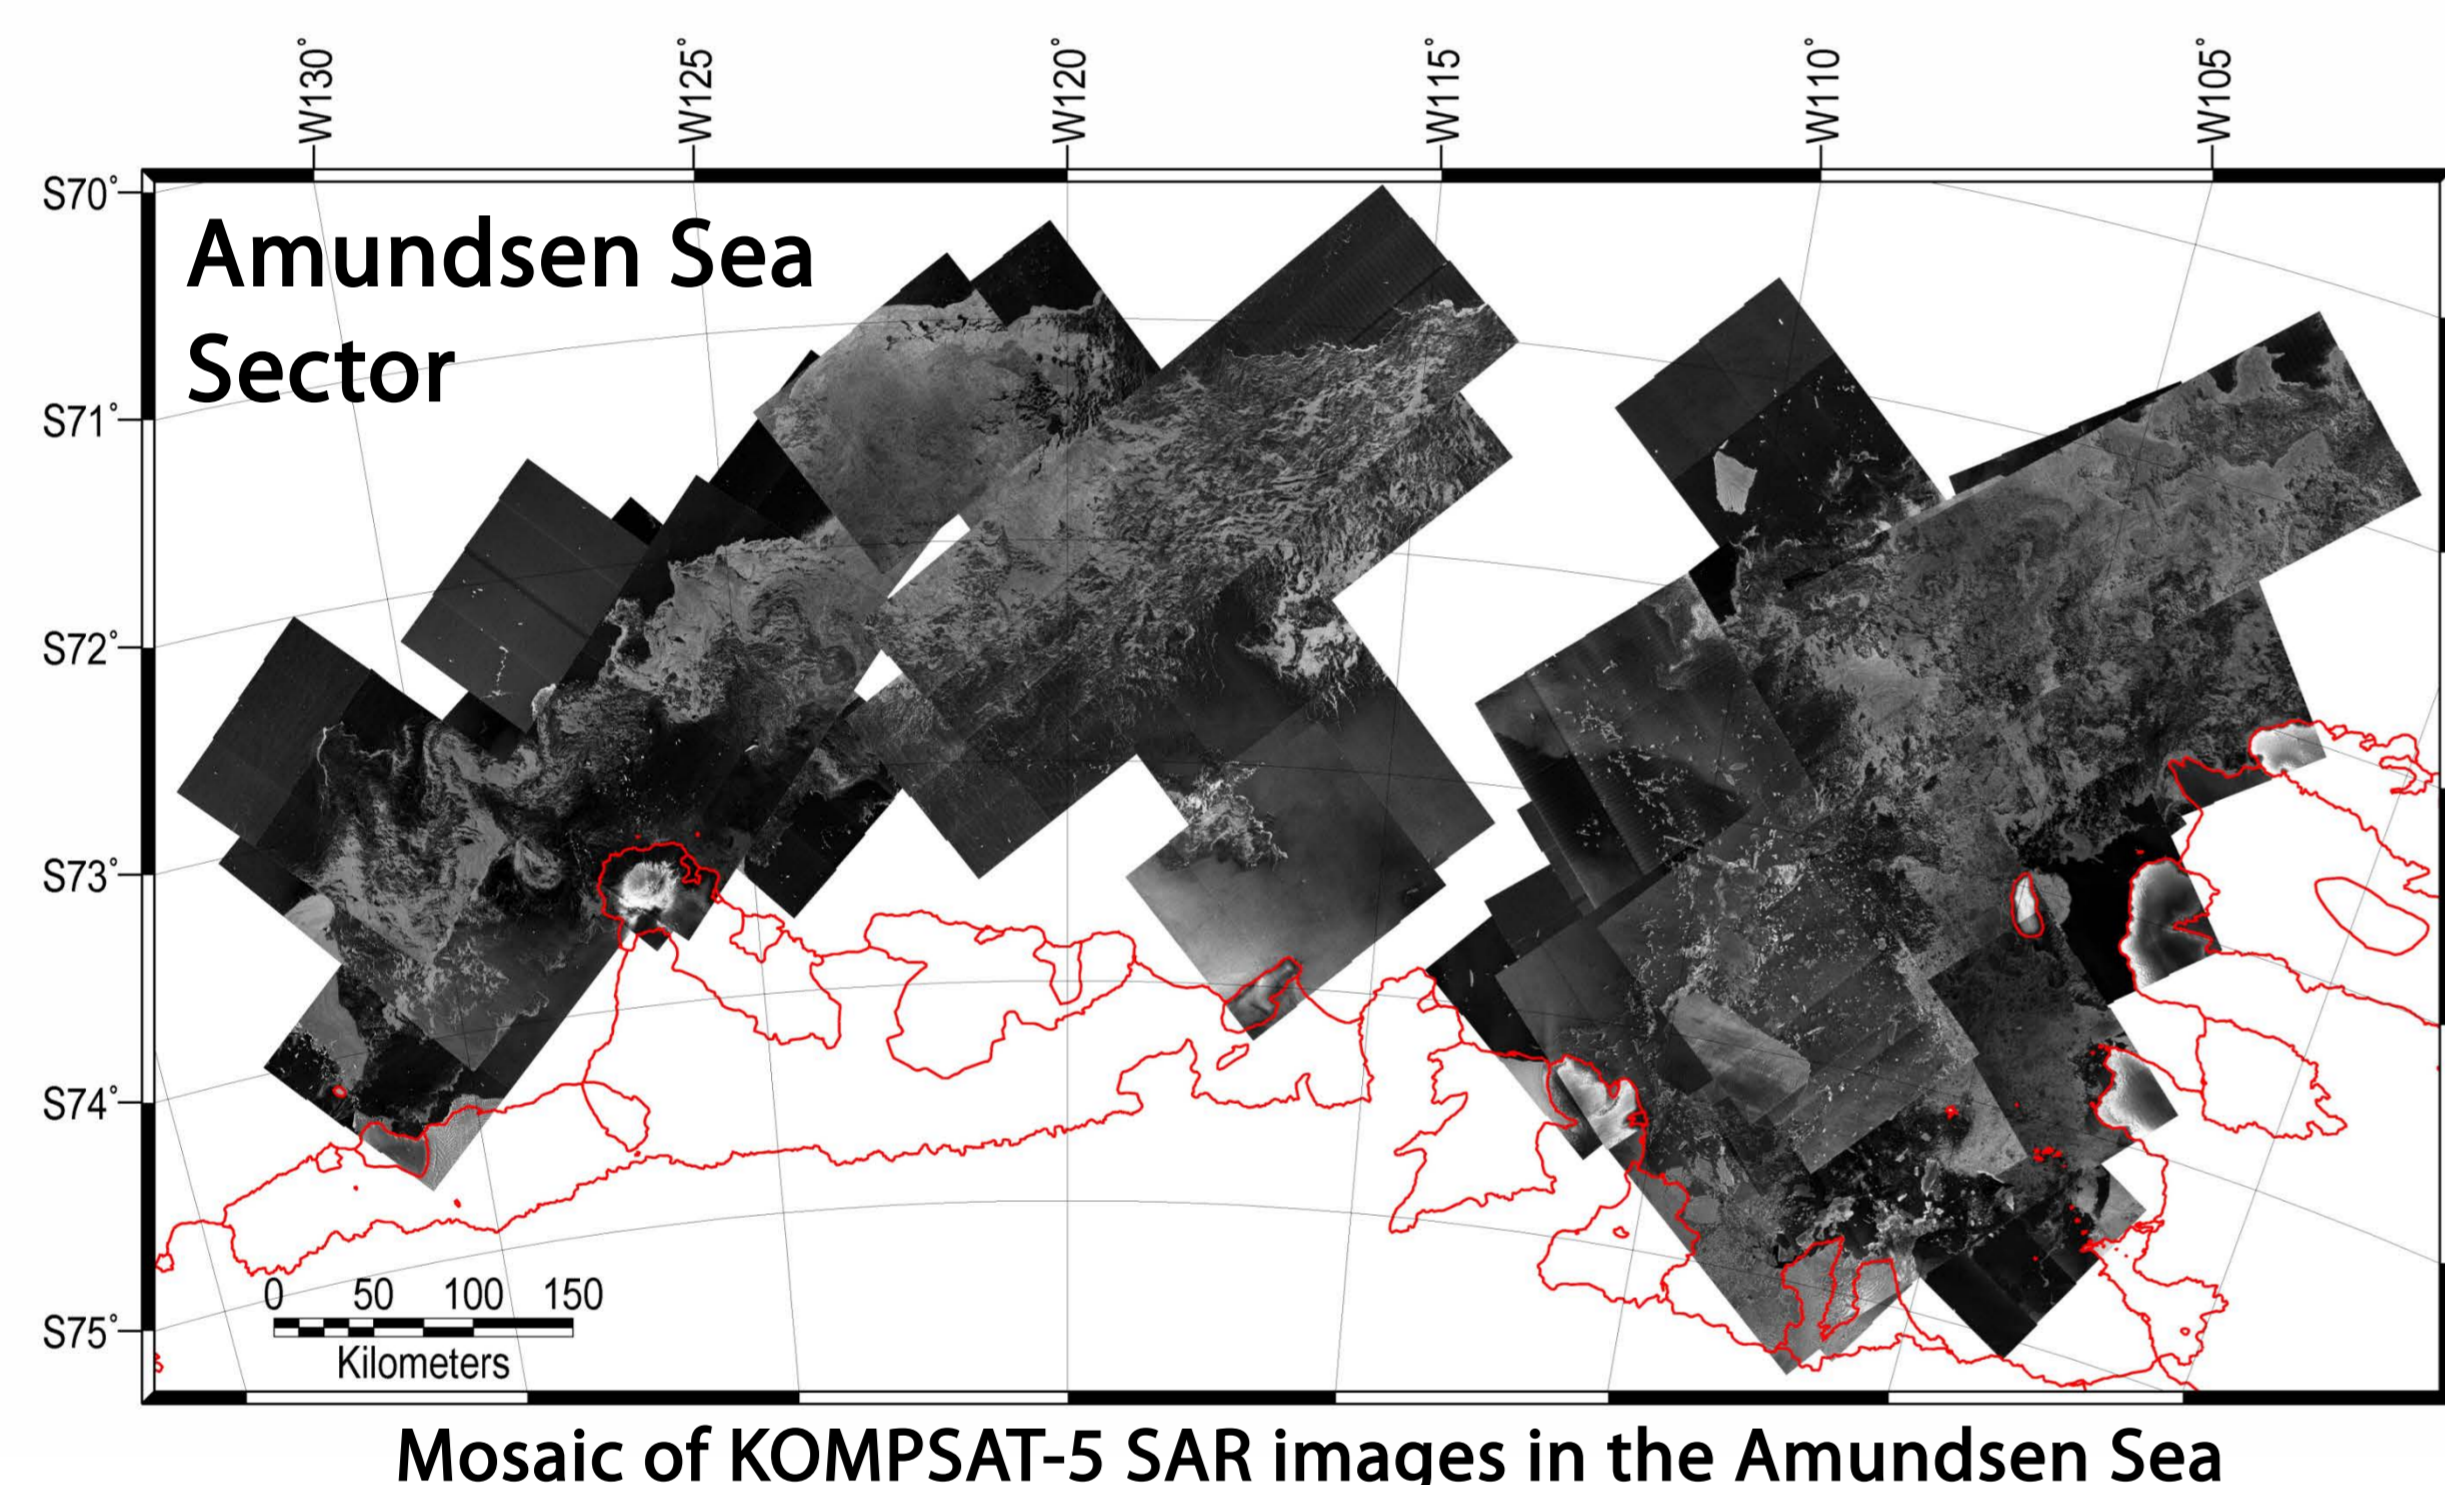 W130° W125° W120° W115° W110° W105°
S70°
Amundsen Sea
Sector
S71°
S72°
S73°
S74°
0 50 100 150
S75°
Kilometers
Mosaic of KOMPSAT-5 SAR images in the Amundsen Sea